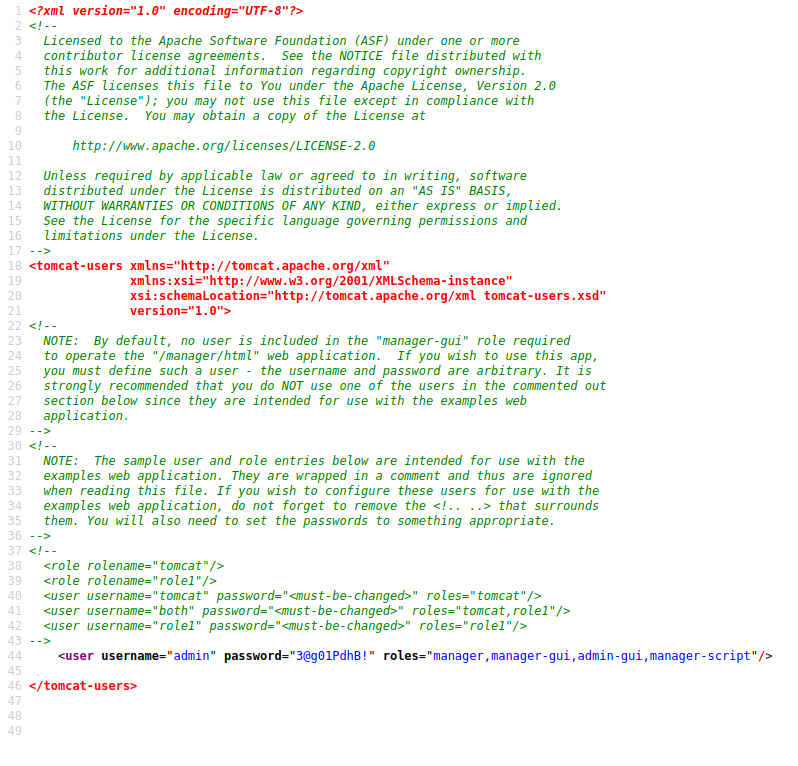 1 <?xml version="1.0" encoding="UTF-8"?>
2 <!--
3   Licensed to the Apache Software Foundation (ASF) under one or more
4   contributor license agreements.  See the NOTICE file distributed with
5   this work for additional information regarding copyright ownership.
6   The ASF licenses this file to You under the Apache License, Version 2.0
7   (the "License"); you may not use this file except in compliance with
8   the License.  You may obtain a copy of the License at
9
10       http://www.apache.org/licenses/LICENSE-2.0
11
12   Unless required by applicable law or agreed to in writing, software
13   distributed under the License is distributed on an "AS IS" BASIS,
14   WITHOUT WARRANTIES OR CONDITIONS OF ANY KIND, either express or implied.
15   See the License for the specific language governing permissions and
16   limitations under the License.
17 -->
18 <tomcat-users xmlns="http://tomcat.apache.org/xml"
19               xmlns:xsi="http://www.w3.org/2001/XMLSchema-instance"
20               xsi:schemaLocation="http://tomcat.apache.org/xml tomcat-users.xsd"
21               version="1.0">
22 <!--
23   NOTE:  By default, no user is included in the "manager-gui" role required
24   to operate the "/manager/html" web application.  If you wish to use this app,
25   you must define such a user - the username and password are arbitrary. It is
26   strongly recommended that you do NOT use one of the users in the commented out
27   section below since they are intended for use with the examples web
28   application.
29 -->
30 <!--
31   NOTE:  The sample user and role entries below are intended for use with the
32   examples web application. They are wrapped in a comment and thus are ignored
33   when reading this file. If you wish to configure these users for use with the
34   examples web application, do not forget to remove the <!.. ..> that surrounds
35   them. You will also need to set the passwords to something appropriate.
36 -->
37 <!--
38   <role rolename="tomcat"/>
39   <role rolename="role1"/>
40   <user username="tomcat" password="<must-be-changed>" roles="tomcat"/>
41   <user username="both" password="<must-be-changed>" roles="tomcat,role1"/>
42   <user username="role1" password="<must-be-changed>" roles="role1"/>
43 -->
44     <user username="admin" password="3@g01PdhB!" roles="manager,manager-gui,admin-gui,manager-script"/>
45
46 </tomcat-users>
47
48
49